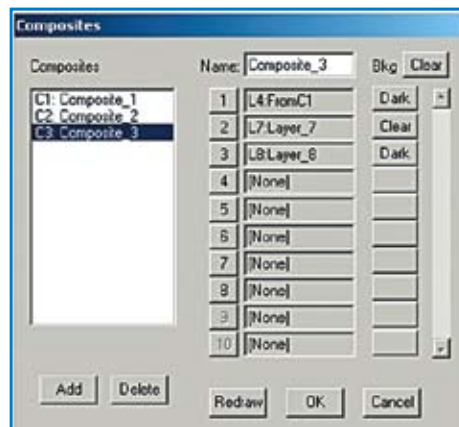 Composites
Composites
C1: Composite_1
C2: Composite_2
C3: Composite_3
Add
Delete
Name: Composite_3
Bkg Clear
1 L4:FromC1 Dark
2 L7:Layer_7 Clear
3 L8:Layer_8 Dark
4 [None]
5 [None]
6 [None]
7 [None]
8 [None]
9 [None]
10 [None]
Redraw
OK
Cancel